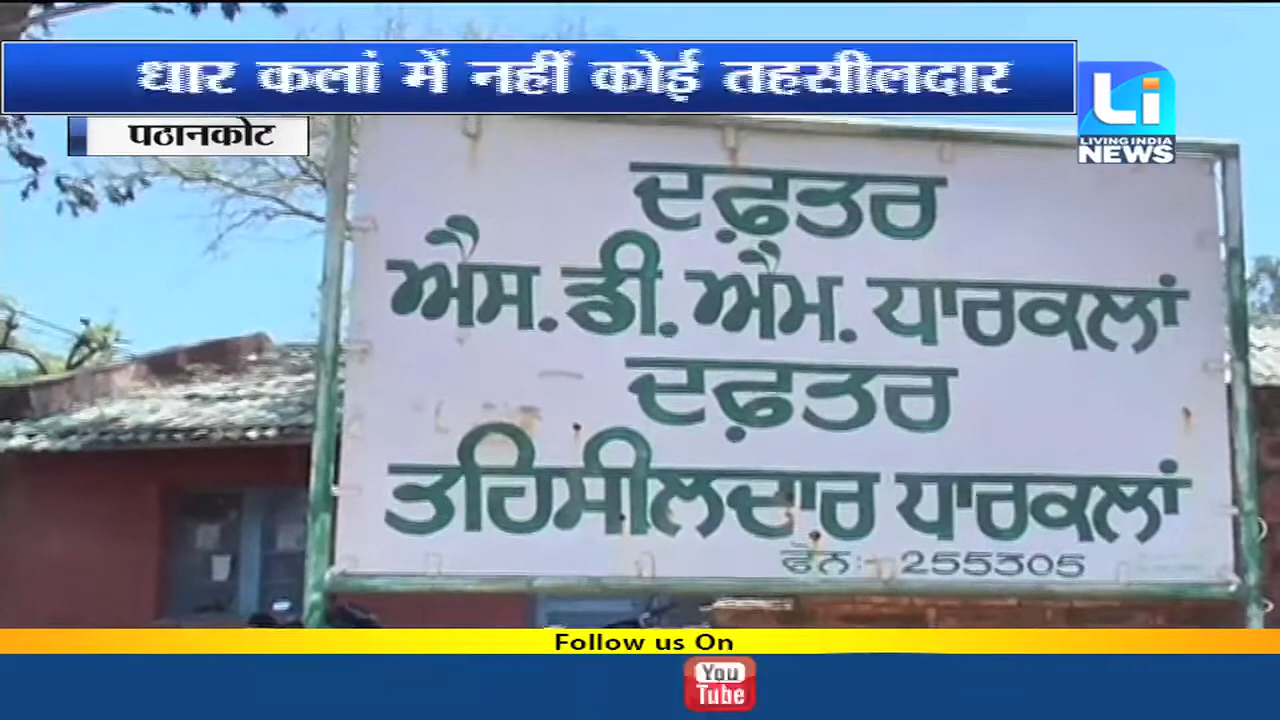 धार कलां में नहीं कोई तहसीलदार
Li
LIVING INDIA
NEWS
पठानकोट
ਦਫ਼ਤਰ
ਐਸ.ਡੀ.ਐਮ. ਧਾਰਕਲਾਂ
ਦਫ਼ਤਰ
ਤਹਿਸੀਲਦਾਰ ਧਾਰਕਲਾਂ
ਫੋਨ:- 255305
Follow us On
You
Tube